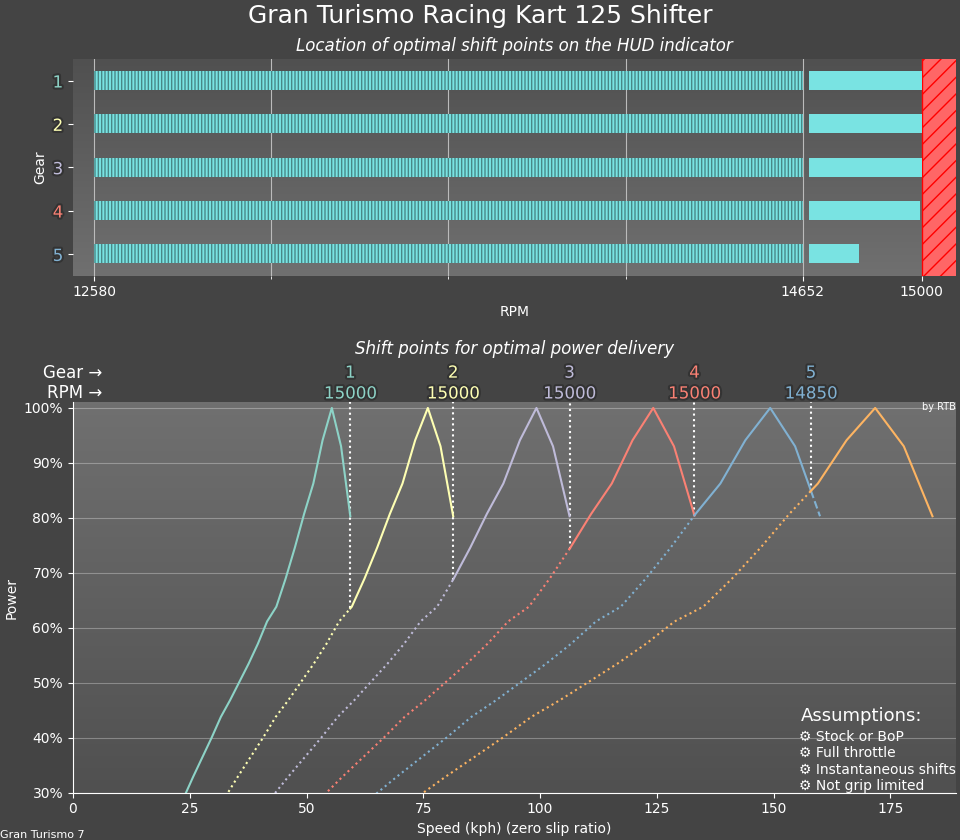 Gran Turismo Racing Kart 125 Shifter
Location of optimal shift points on the HUD indicator
Gear
1
2
3
4
5
12580 14652 15000
RPM
Shift points for optimal power delivery
Gear → 1 2 3 4 5
RPM → 15000 15000 15000 15000 14850
by RTB
Power
100%
90%
80%
70%
60%
50%
40%
30%
Assumptions:
⚙ Stock or BoP
⚙ Full throttle
⚙ Instantaneous shifts
⚙ Not grip limited
0 25 50 75 100 125 150 175
Speed (kph) (zero slip ratio)
Gran Turismo 7